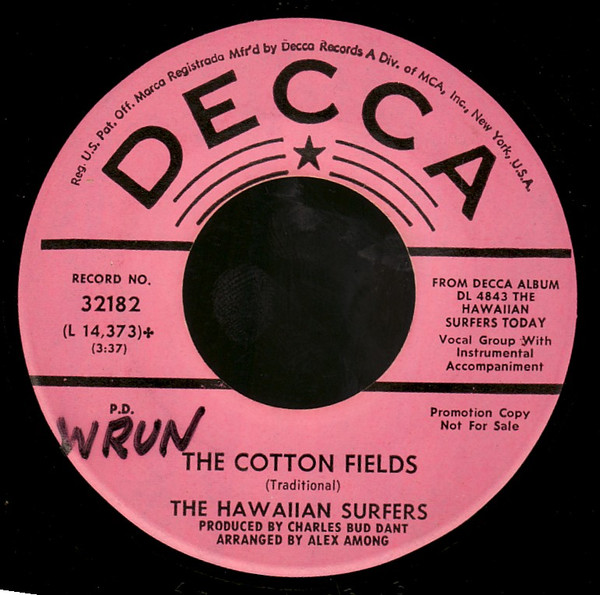 Reg. U.S. Pat. Off. Marca Registrada Mfr'd by Decca Records A Div. of MCA, Inc., New York, U.S.A.
DECCA
RECORD NO.
32182
(L 14,373)+
(3:37)
FROM DECCA ALBUM
DL 4843 THE
HAWAIIAN
SURFERS TODAY
Vocal Group With
Instrumental
Accompaniment
P.D.
WRUN
Promotion Copy
Not For Sale
THE COTTON FIELDS
(Traditional)
THE HAWAIIAN SURFERS
PRODUCED BY CHARLES BUD DANT
ARRANGED BY ALEX AMONG